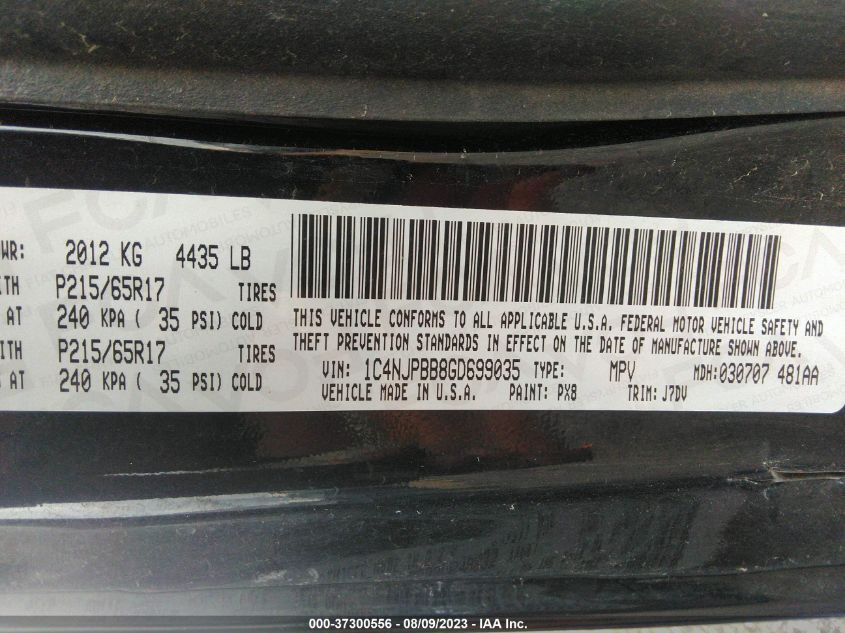 WR: 2012 KG 4435 LB
ITH P215/65R17 TIRES
AT 240 KPA ( 35 PSI) COLD
ITH P215/65R17 TIRES
AT 240 KPA ( 35 PSI) COLD
THIS VEHICLE CONFORMS TO ALL APPLICABLE U.S.A. FEDERAL MOTOR VEHICLE SAFETY AND
THEFT PREVENTION STANDARDS IN EFFECT ON THE DATE OF MANUFACTURE SHOWN ABOVE.
VIN: 1C4NJPBB8GD699035 TYPE: MPV MDH:030707 481AA
VEHICLE MADE IN U.S.A. PAINT: PX8 TRIM: J7DV
000-37300556 - 08/09/2023 - Copyright IAA, Inc.